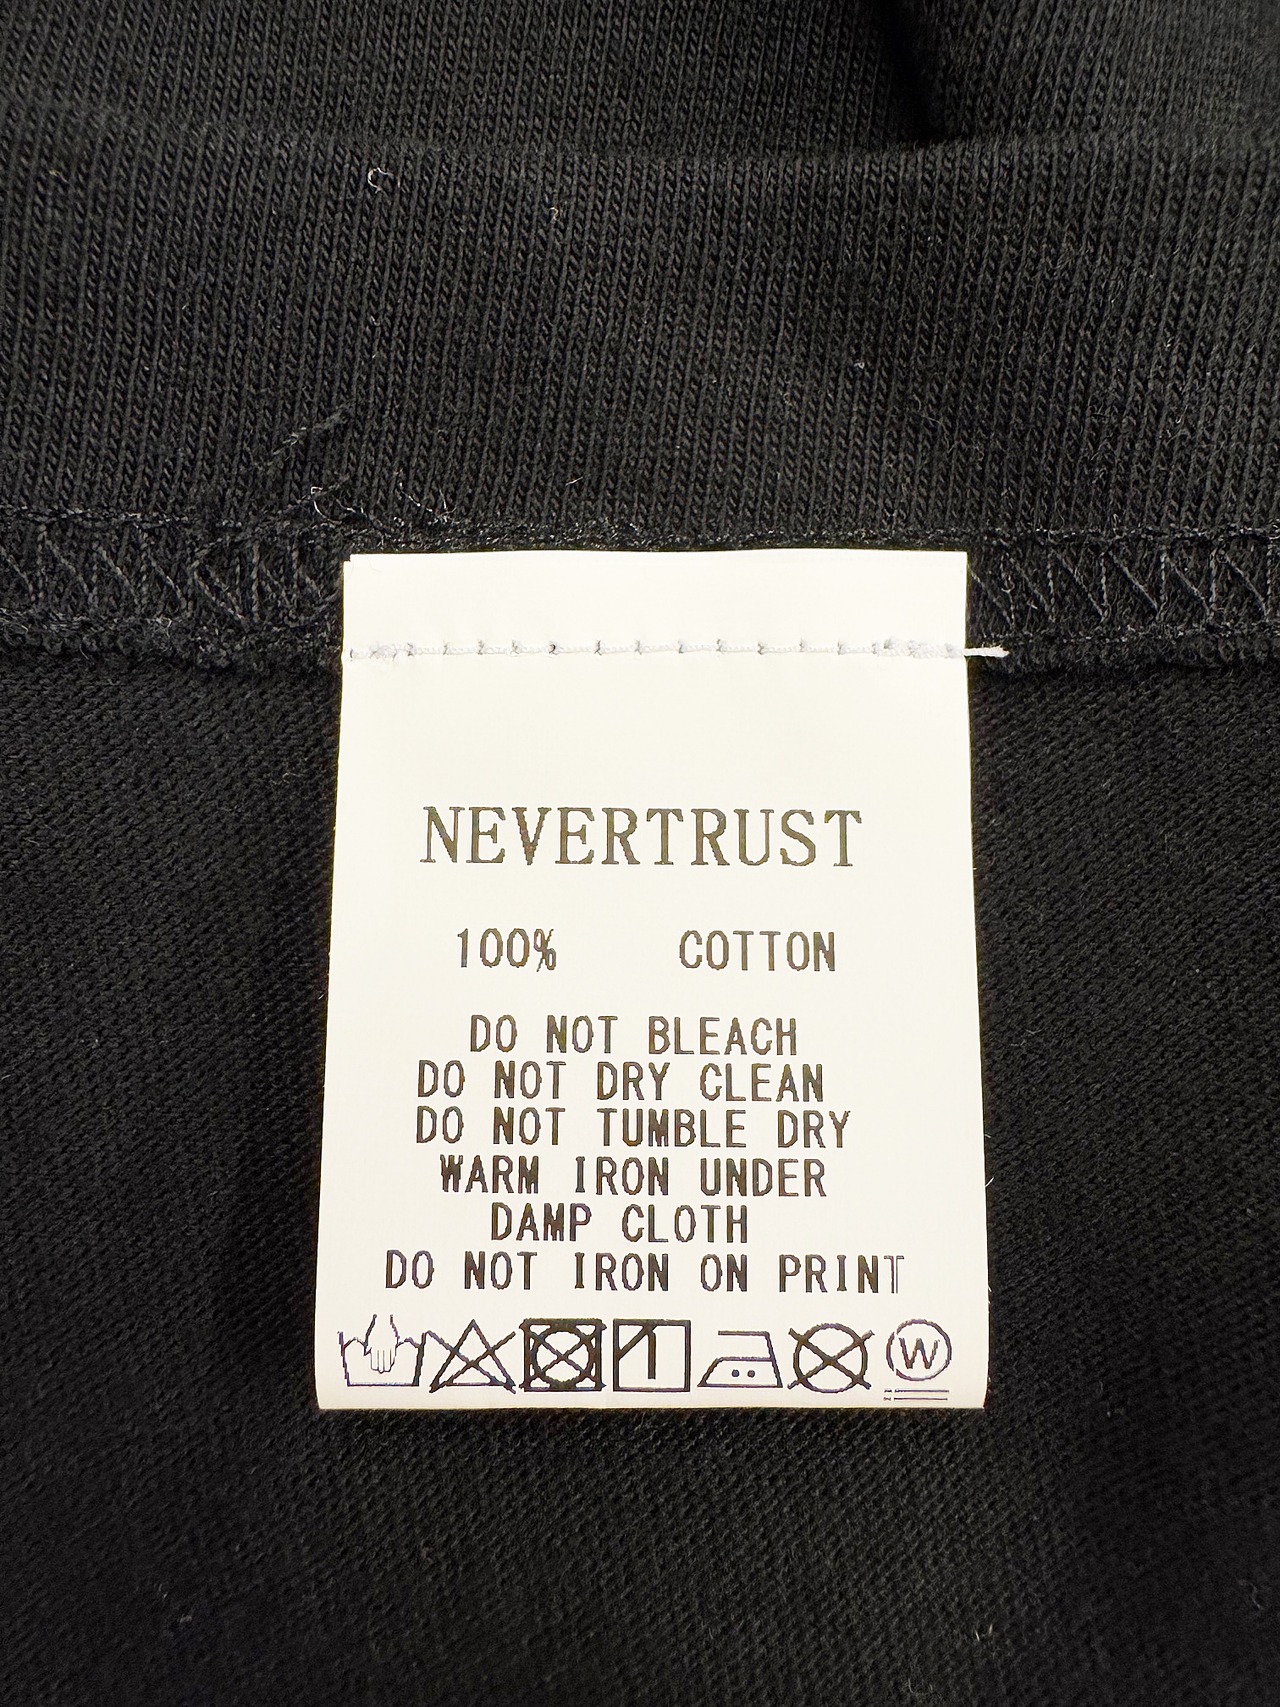 NEVERTRUST
100% COTTON
DO NOT BLEACH
DO NOT DRY CLEAN
DO NOT TUMBLE DRY
WARM IRON UNDER
DAMP CLOTH
DO NOT IRON ON PRINT
W